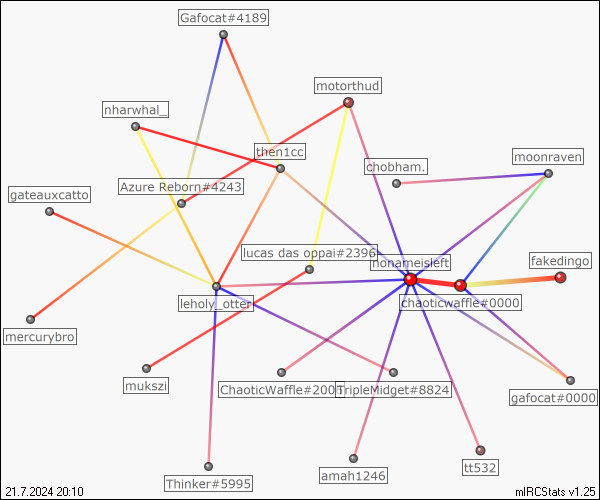 Gafocat#4189
motorthud
nharwhal_
then1cc
chobham.
moonraven
Azure Reborn#4243
gateauxcatto
lucas das oppai#2396
nonameisleft
fakedingo
leholy_otter
chaoticwaffle#0000
mercurybro
mukszi
TripleMidget#8824
gafocat#0000
Thinker#5995
amah1246
tt532
21.7.2024 20:10
mIRCStats v1.25